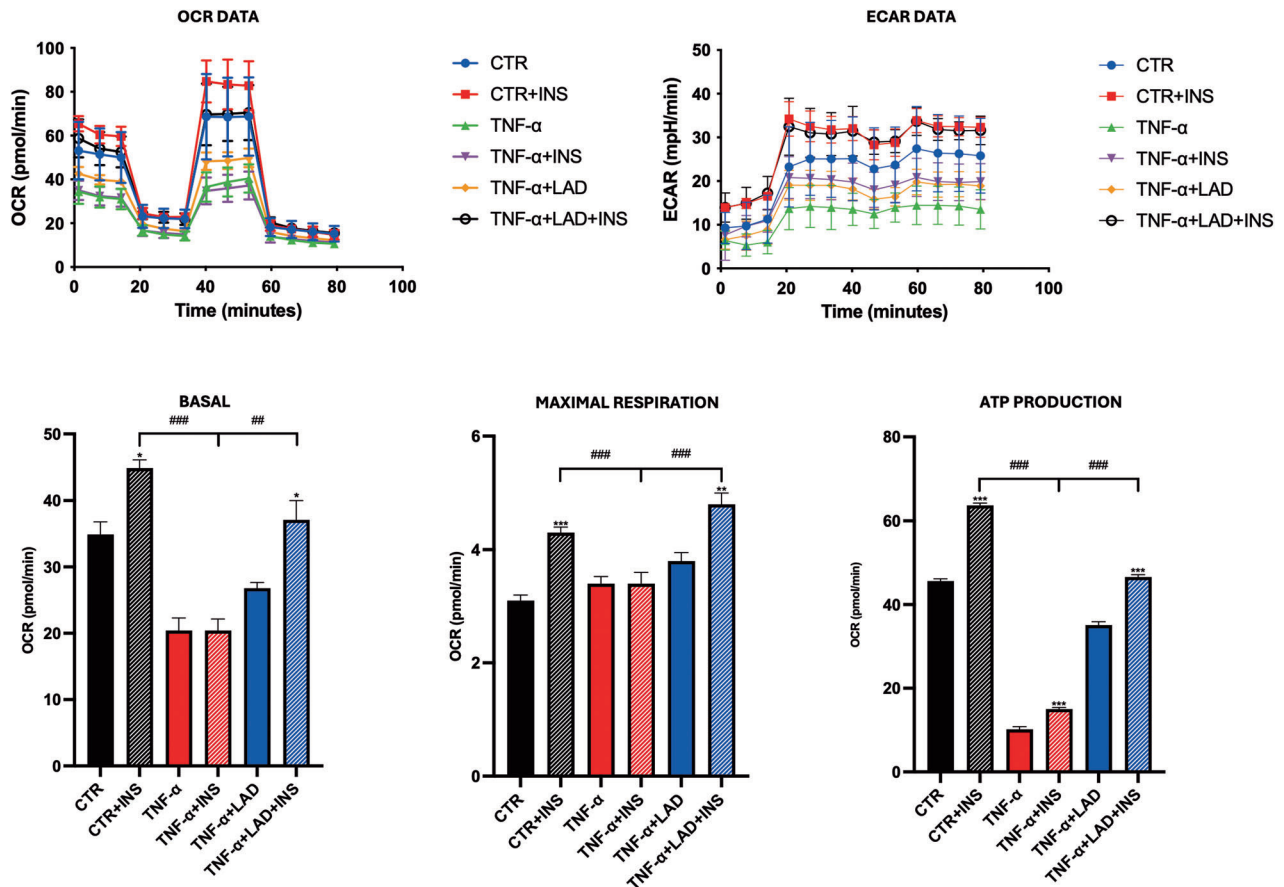 OCR DATA
OCR (pmol/min)
100
80
60
40
20
0
0 20 40 60 80 100
Time (minutes)
CTR
CTR+INS
TNF-α
TNF-α+INS
TNF-α+LAD
TNF-α+LAD+INS
ECAR DATA
ECAR (mpH/min)
50
40
30
20
10
0
0 20 40 60 80 100
Time (minutes)
CTR
CTR+INS
TNF-α
TNF-α+INS
TNF-α+LAD
TNF-α+LAD+INS
BASAL
OCR (pmol/min)
50
40
30
20
10
0
### ##
* *
CTR
CTR+INS
TNF-α
TNF-α+INS
TNF-α+LAD
TNF-α+LAD+INS
MAXIMAL RESPIRATION
OCR (pmol/min)
6
4
2
0
### ###
*** **
CTR
CTR+INS
TNF-α
TNF-α+INS
TNF-α+LAD
TNF-α+LAD+INS
ATP PRODUCTION
OCR (pmol/min)
80
60
40
20
0
### ###
*** *** ***
CTR
CTR+INS
TNF-α
TNF-α+INS
TNF-α+LAD
TNF-α+LAD+INS